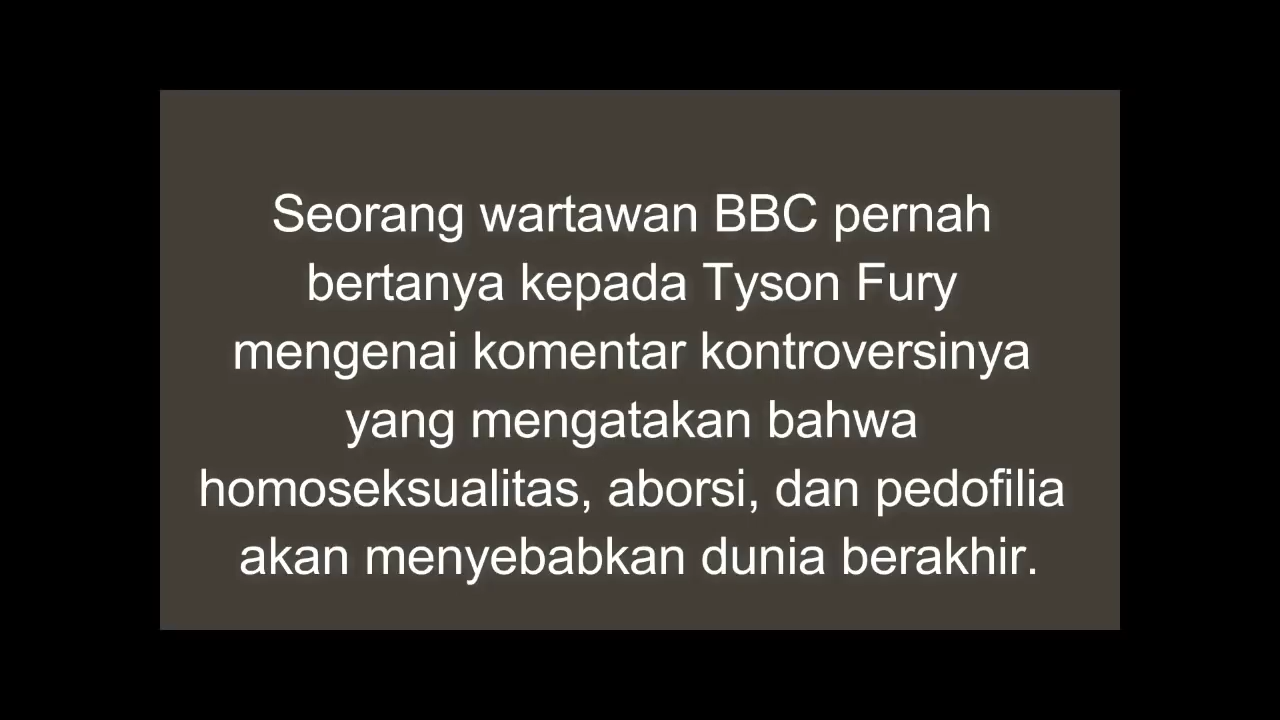 Seorang wartawan BBC pernah
bertanya kepada Tyson Fury
mengenai komentar kontroversinya
yang mengatakan bahwa
homoseksualitas, aborsi, dan pedofilia
akan menyebabkan dunia berakhir.